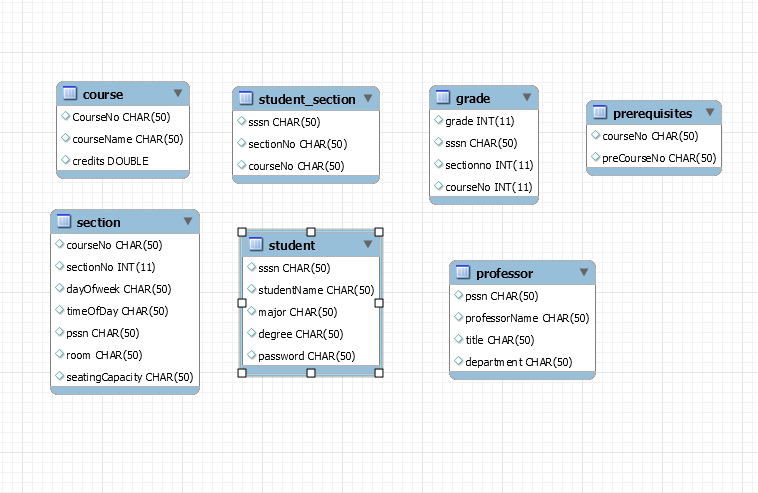 course
CourseNo CHAR(50)
courseName CHAR(50)
credits DOUBLE
student_section
sssn CHAR(50)
sectionNo CHAR(50)
courseNo CHAR(50)
grade
grade INT(11)
sssn CHAR(50)
sectionno INT(11)
courseNo INT(11)
prerequisites
courseNo CHAR(50)
preCourseNo CHAR(50)
section
courseNo CHAR(50)
sectionNo INT(11)
dayOfweek CHAR(50)
timeOfDay CHAR(50)
pssn CHAR(50)
room CHAR(50)
seatingCapacity CHAR(50)
student
sssn CHAR(50)
studentName CHAR(50)
major CHAR(50)
degree CHAR(50)
password CHAR(50)
professor
pssn CHAR(50)
professorName CHAR(50)
title CHAR(50)
department CHAR(50)